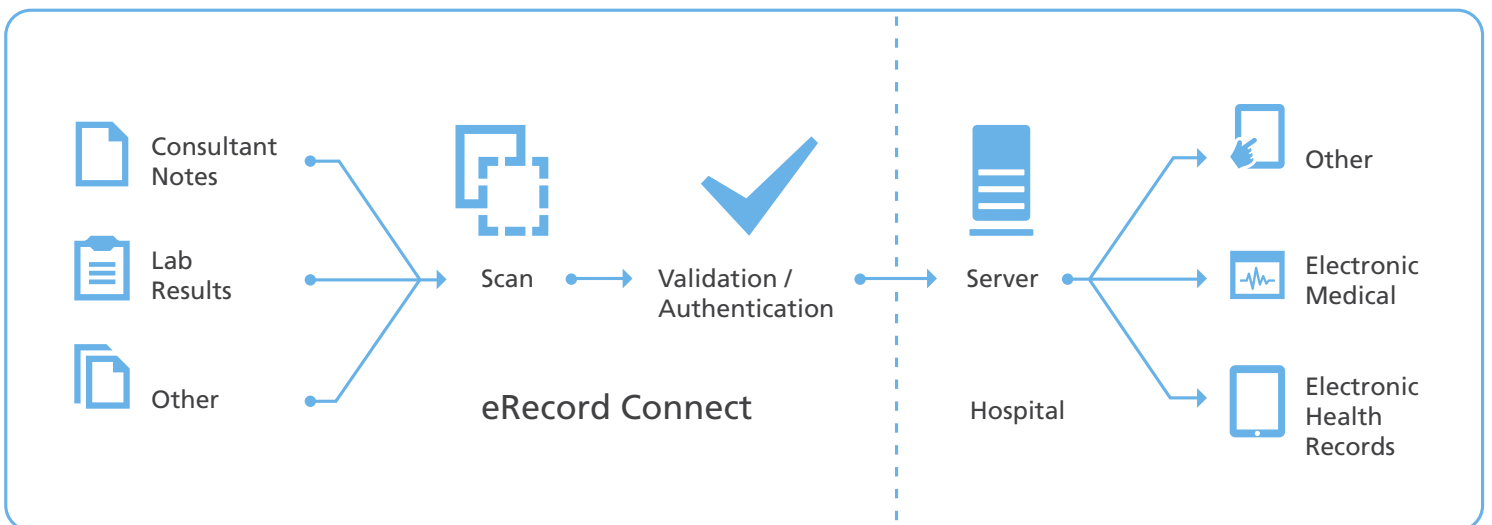 Consultant
Notes
Lab
Results
Other
Scan
Validation /
Authentication
eRecord Connect
Server
Hospital
Other
Electronic
Medical
Electronic
Health
Records